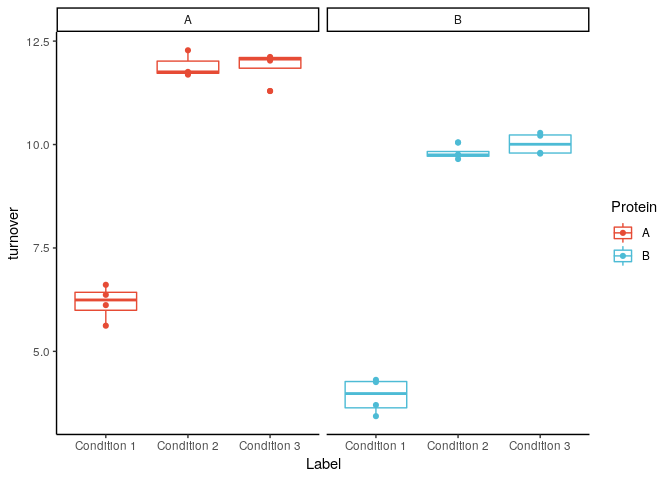 A
B
12.5
10.0
7.5
5.0
turnover
Condition 1
Condition 2
Condition 3
Condition 1
Condition 2
Condition 3
Label
Protein
A
B